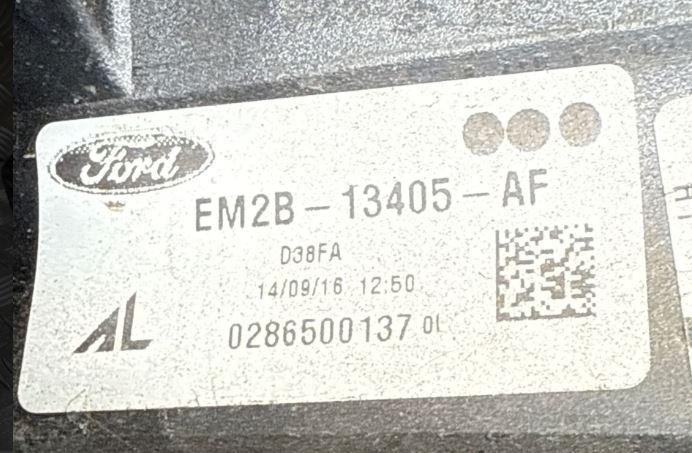 Ford
EM2B-13405-AF
D38FA
14/09/16 12:50
AL
0286500137 01